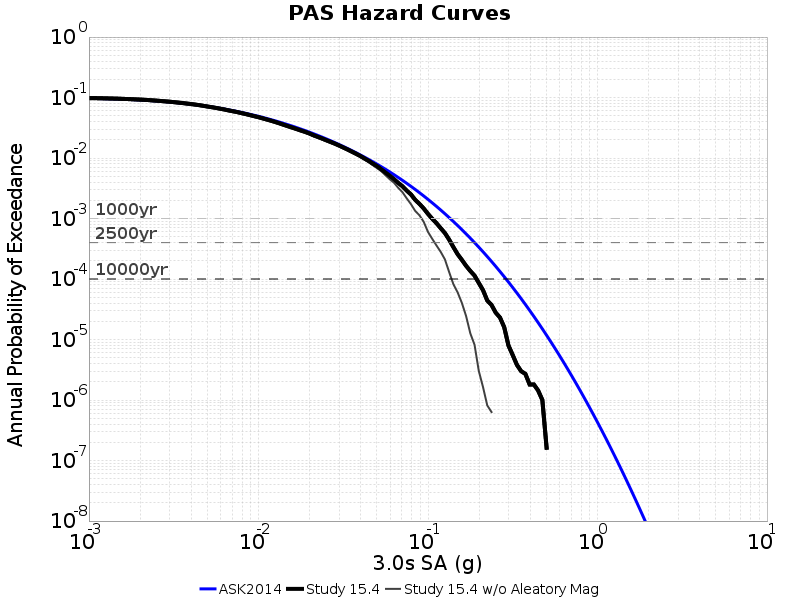 PAS Hazard Curves
Annual Probability of Exceedance
10^0
10^-1
10^-2
10^-3
10^-4
10^-5
10^-6
10^-7
10^-8
1000yr
2500yr
10000yr
10^-3 10^-2 10^-1 10^0 10^1
3.0s SA (g)
ASK2014 Study 15.4 Study 15.4 w/o Aleatory Mag